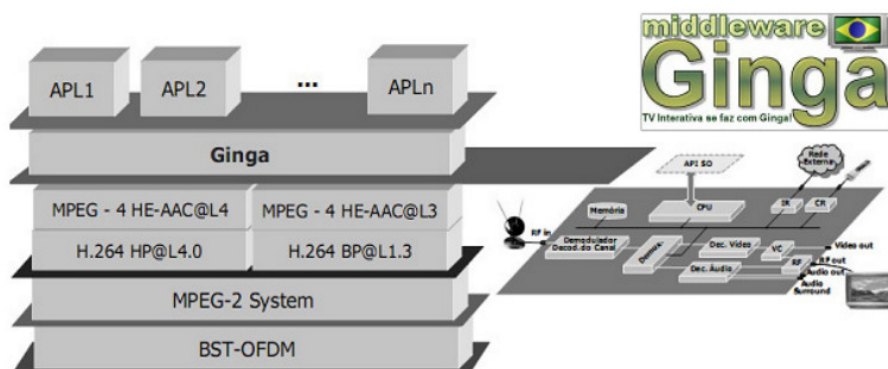 APL1
APL2
...
APLn
Ginga
MPEG - 4 HE-AAC@L4
MPEG - 4 HE-AAC@L3
H.264 HP@L4.0
H.264 BP@L1.3
MPEG-2 System
BST-OFDM
middleware
Ginga
TV Interativa se faz com Ginga!
API SO
Rede
Externa
Memória
CPU
IR
CR
RF in
Demodulador
Decod.do Canal
Demux.
Dec. Vídeo
VC
Vídeo out
RF
RF out
Dec. Áudio
Audio out
Audio
Surround